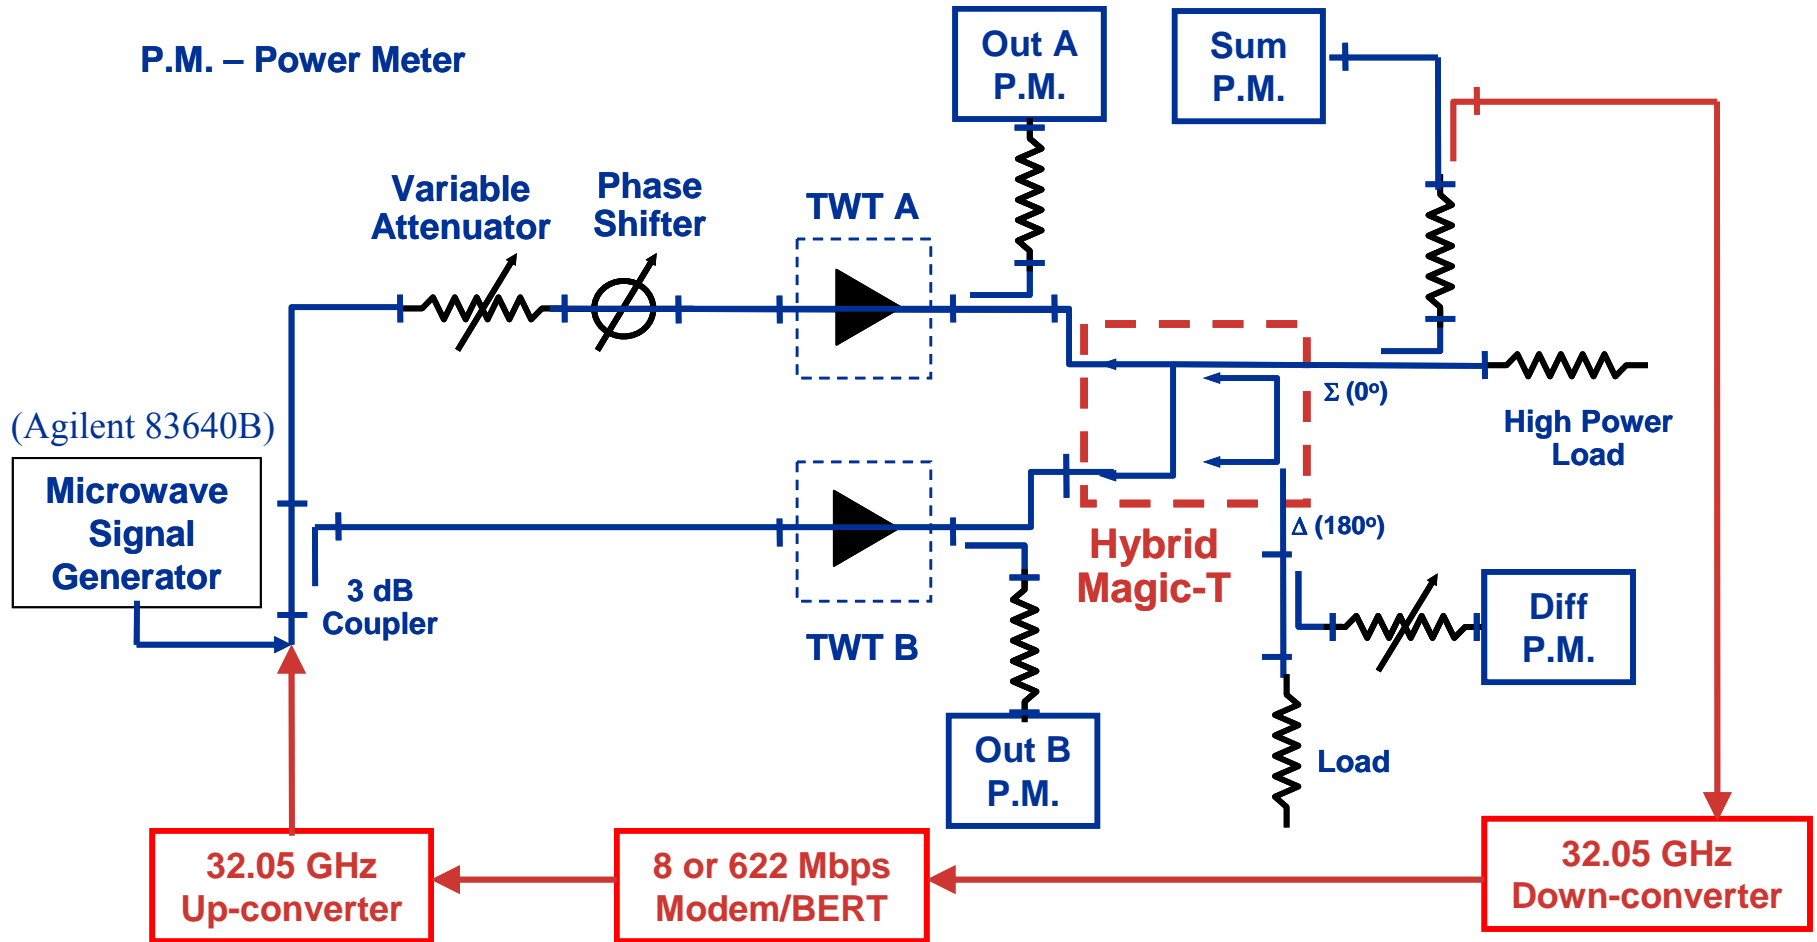 P.M. – Power Meter
Out A
P.M.
Sum
P.M.
Variable
Attenuator
Phase
Shifter
TWT A
Σ (0º)
High Power
Load
(Agilent 83640B)
Microwave
Signal
Generator
3 dB
Coupler
TWT B
Hybrid
Magic-T
Δ (180º)
Diff
P.M.
Out B
P.M.
Load
32.05 GHz
Up-converter
8 or 622 Mbps
Modem/BERT
32.05 GHz
Down-converter